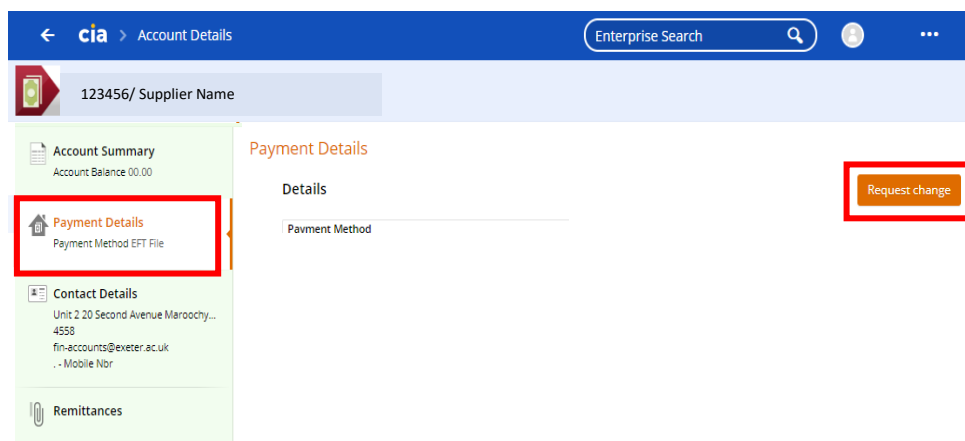 cia > Account Details
Enterprise Search
123456/ Supplier Name
Account Summary
Account Balance 00.00
Payment Details
Payment Method EFT File
Contact Details
Unit 2 20 Second Avenue Maroochy...
4558
fin-accounts@exeter.ac.uk
. - Mobile Nbr
Remittances
Payment Details
Details
Request change
Payment Method